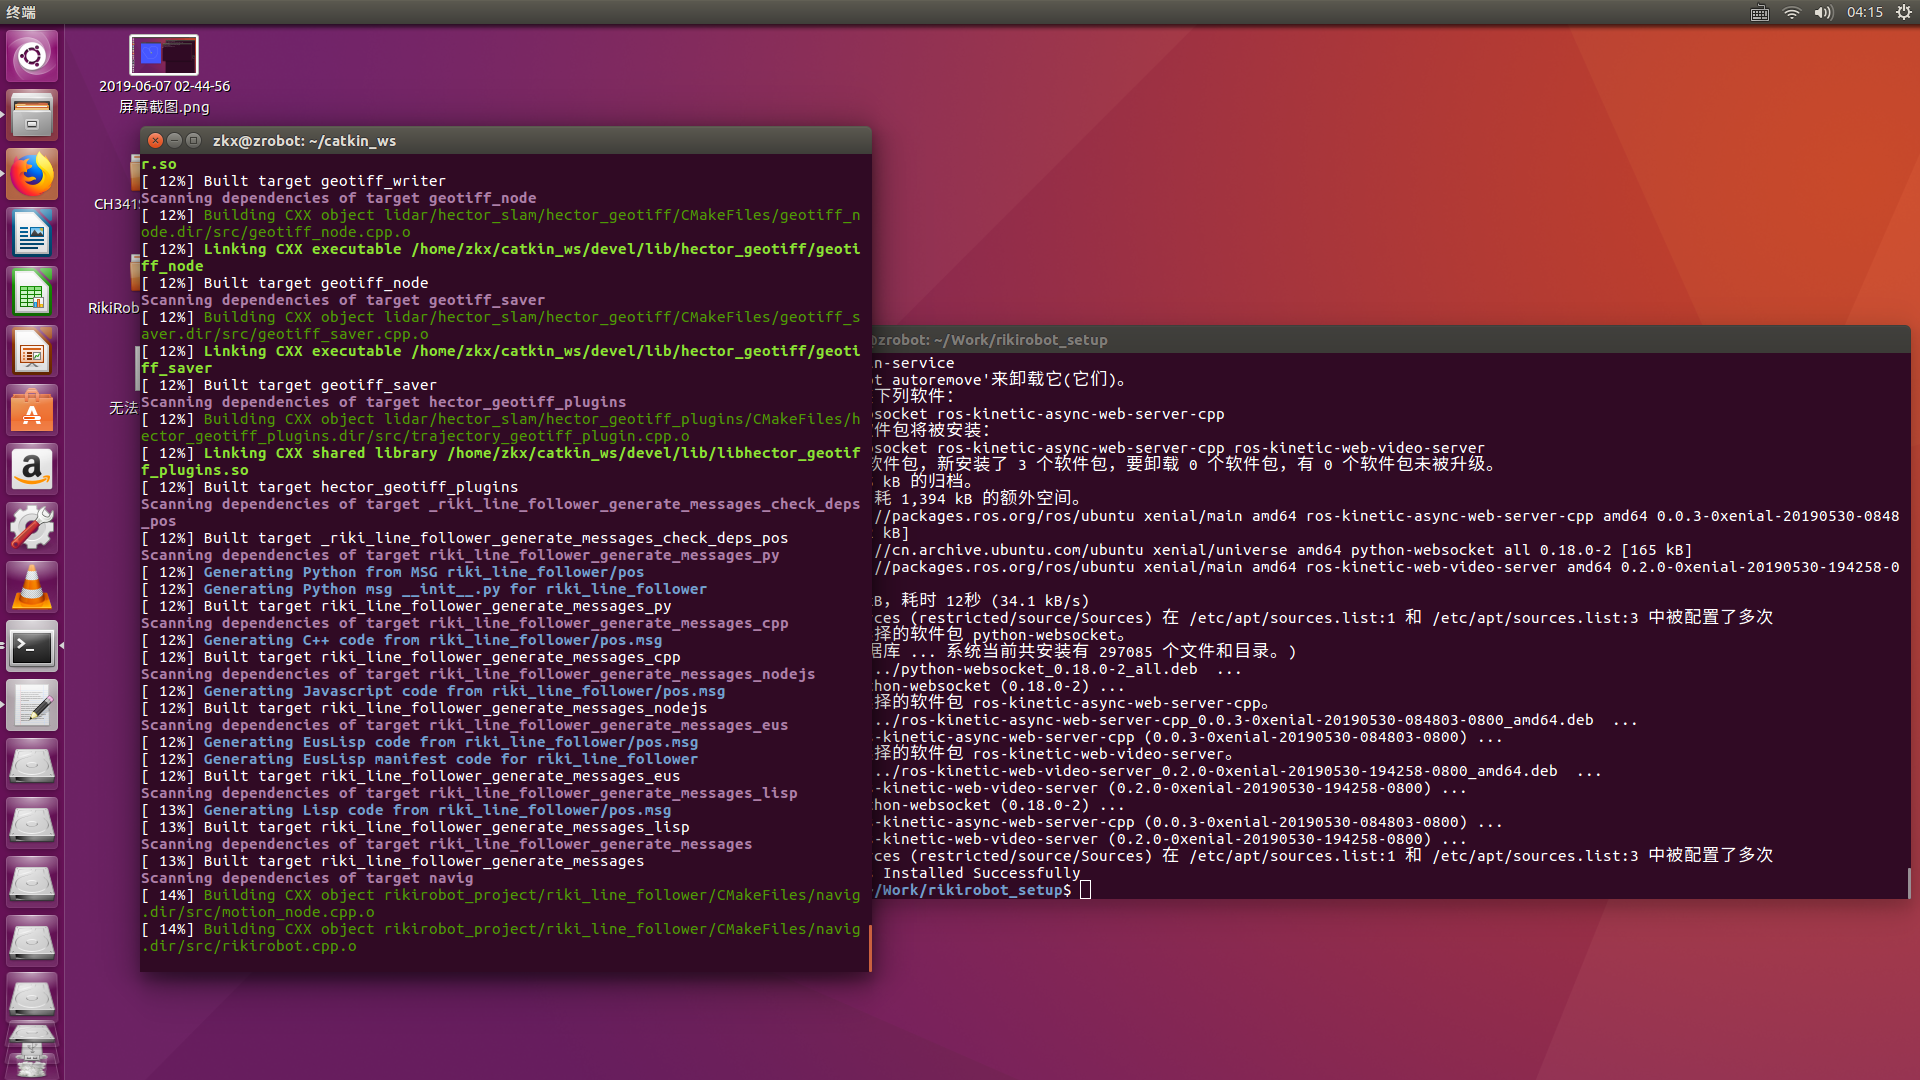 终端
04:15
2019-06-07 02-44-56
屏幕截图.png
CH341
RikiRob
无法
zkx@zrobot: ~/catkin_ws
r.so
[ 12%] Built target geotiff_writer
Scanning dependencies of target geotiff_node
[ 12%] Building CXX object lidar/hector_slam/hector_geotiff/CMakeFiles/geotiff_n
ode.dir/src/geotiff_node.cpp.o
[ 12%] Linking CXX executable /home/zkx/catkin_ws/devel/lib/hector_geotiff/geoti
ff_node
[ 12%] Built target geotiff_node
Scanning dependencies of target geotiff_saver
[ 12%] Building CXX object lidar/hector_slam/hector_geotiff/CMakeFiles/geotiff_s
aver.dir/src/geotiff_saver.cpp.o
[ 12%] Linking CXX executable /home/zkx/catkin_ws/devel/lib/hector_geotiff/geoti
ff_saver
[ 12%] Built target geotiff_saver
Scanning dependencies of target hector_geotiff_plugins
[ 12%] Building CXX object lidar/hector_slam/hector_geotiff_plugins/CMakeFiles/h
ector_geotiff_plugins.dir/src/trajectory_geotiff_plugin.cpp.o
[ 12%] Linking CXX shared library /home/zkx/catkin_ws/devel/lib/libhector_geotif
f_plugins.so
[ 12%] Built target hector_geotiff_plugins
Scanning dependencies of target _riki_line_follower_generate_messages_check_deps
_pos
[ 12%] Built target _riki_line_follower_generate_messages_check_deps_pos
Scanning dependencies of target riki_line_follower_generate_messages_py
[ 12%] Generating Python from MSG riki_line_follower/pos
[ 12%] Generating Python msg __init__.py for riki_line_follower
[ 12%] Built target riki_line_follower_generate_messages_py
Scanning dependencies of target riki_line_follower_generate_messages_cpp
[ 12%] Generating C++ code from riki_line_follower/pos.msg
[ 12%] Built target riki_line_follower_generate_messages_cpp
Scanning dependencies of target riki_line_follower_generate_messages_nodejs
[ 12%] Generating Javascript code from riki_line_follower/pos.msg
[ 12%] Built target riki_line_follower_generate_messages_nodejs
Scanning dependencies of target riki_line_follower_generate_messages_eus
[ 12%] Generating EusLisp code from riki_line_follower/pos.msg
[ 12%] Generating EusLisp manifest code for riki_line_follower
[ 12%] Built target riki_line_follower_generate_messages_eus
Scanning dependencies of target riki_line_follower_generate_messages_lisp
[ 13%] Generating Lisp code from riki_line_follower/pos.msg
[ 13%] Built target riki_line_follower_generate_messages_lisp
Scanning dependencies of target riki_line_follower_generate_messages
[ 13%] Built target riki_line_follower_generate_messages
Scanning dependencies of target navig
[ 14%] Building CXX object rikirobot_project/riki_line_follower/CMakeFiles/navig
.dir/src/motion_node.cpp.o
[ 14%] Building CXX object rikirobot_project/riki_line_follower/CMakeFiles/navig
.dir/src/rikirobot.cpp.o
@zrobot: ~/Work/rikirobot_setup
n-service
t autoremove'来卸载它(它们)。
下列软件：
socket ros-kinetic-async-web-server-cpp
件包将被安装：
socket ros-kinetic-async-web-server-cpp ros-kinetic-web-video-server
软件包，新安装了 3 个软件包，要卸载 0 个软件包，有 0 个软件包未被升级。
kB 的归档。
耗 1,394 kB 的额外空间。
//packages.ros.org/ros/ubuntu xenial/main amd64 ros-kinetic-async-web-server-cpp amd64 0.0.3-0xenial-20190530-0848
kB]
//cn.archive.ubuntu.com/ubuntu xenial/universe amd64 python-websocket all 0.18.0-2 [165 kB]
//packages.ros.org/ros/ubuntu xenial/main amd64 ros-kinetic-web-video-server amd64 0.2.0-0xenial-20190530-194258-0
B，耗时 12秒 (34.1 kB/s)
rces (restricted/source/Sources) 在 /etc/apt/sources.list:1 和 /etc/apt/sources.list:3 中被配置了多次
择的软件包 python-websocket。
据库 ... 系统当前共安装有 297085 个文件和目录。)
../python-websocket_0.18.0-2_all.deb ...
hon-websocket (0.18.0-2) ...
择的软件包 ros-kinetic-async-web-server-cpp。
../ros-kinetic-async-web-server-cpp_0.0.3-0xenial-20190530-084803-0800_amd64.deb ...
-kinetic-async-web-server-cpp (0.0.3-0xenial-20190530-084803-0800) ...
择的软件包 ros-kinetic-web-video-server。
../ros-kinetic-web-video-server_0.2.0-0xenial-20190530-194258-0800_amd64.deb ...
-kinetic-web-video-server (0.2.0-0xenial-20190530-194258-0800) ...
hon-websocket (0.18.0-2) ...
-kinetic-async-web-server-cpp (0.0.3-0xenial-20190530-084803-0800) ...
-kinetic-web-video-server (0.2.0-0xenial-20190530-194258-0800) ...
rces (restricted/source/Sources) 在 /etc/apt/sources.list:1 和 /etc/apt/sources.list:3 中被配置了多次
Installed Successfully
~/Work/rikirobot_setup$